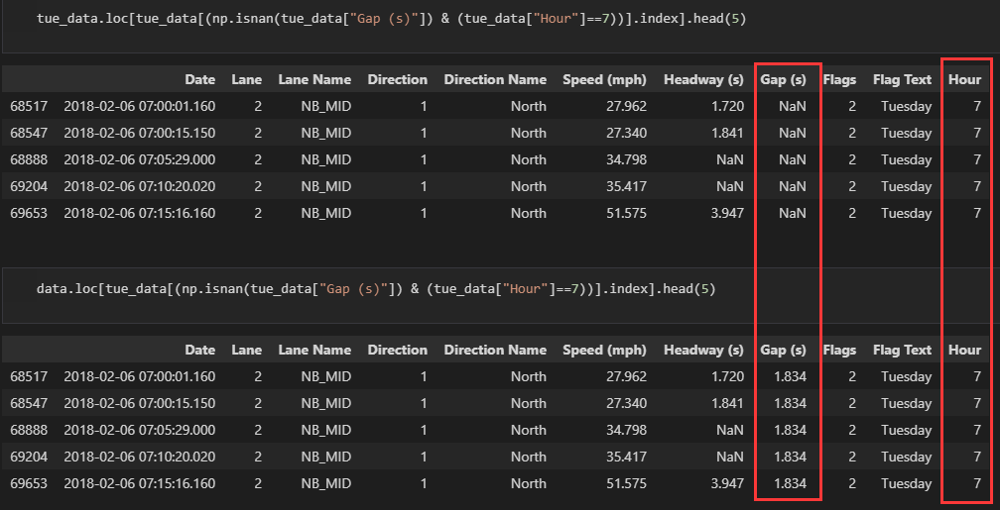 tue_data.loc[tue_data[(np.isnan(tue_data["Gap (s)"]) & (tue_data["Hour"]==7))].index].head(5)
Date Lane Lane Name Direction Direction Name Speed (mph) Headway (s) Gap (s) Flags Flag Text Hour
68517 2018-02-06 07:00:01.160 2 NB_MID 1 North 27.962 1.720 NaN 2 Tuesday 7
68547 2018-02-06 07:00:15.150 2 NB_MID 1 North 27.340 1.841 NaN 2 Tuesday 7
68888 2018-02-06 07:05:29.000 2 NB_MID 1 North 34.798 NaN NaN 2 Tuesday 7
69204 2018-02-06 07:10:20.020 2 NB_MID 1 North 35.417 NaN NaN 2 Tuesday 7
69653 2018-02-06 07:15:16.160 2 NB_MID 1 North 51.575 3.947 NaN 2 Tuesday 7
data.loc[tue_data[(np.isnan(tue_data["Gap (s)"]) & (tue_data["Hour"]==7))].index].head(5)
Date Lane Lane Name Direction Direction Name Speed (mph) Headway (s) Gap (s) Flags Flag Text Hour
68517 2018-02-06 07:00:01.160 2 NB_MID 1 North 27.962 1.720 1.834 2 Tuesday 7
68547 2018-02-06 07:00:15.150 2 NB_MID 1 North 27.340 1.841 1.834 2 Tuesday 7
68888 2018-02-06 07:05:29.000 2 NB_MID 1 North 34.798 NaN 1.834 2 Tuesday 7
69204 2018-02-06 07:10:20.020 2 NB_MID 1 North 35.417 NaN 1.834 2 Tuesday 7
69653 2018-02-06 07:15:16.160 2 NB_MID 1 North 51.575 3.947 1.834 2 Tuesday 7